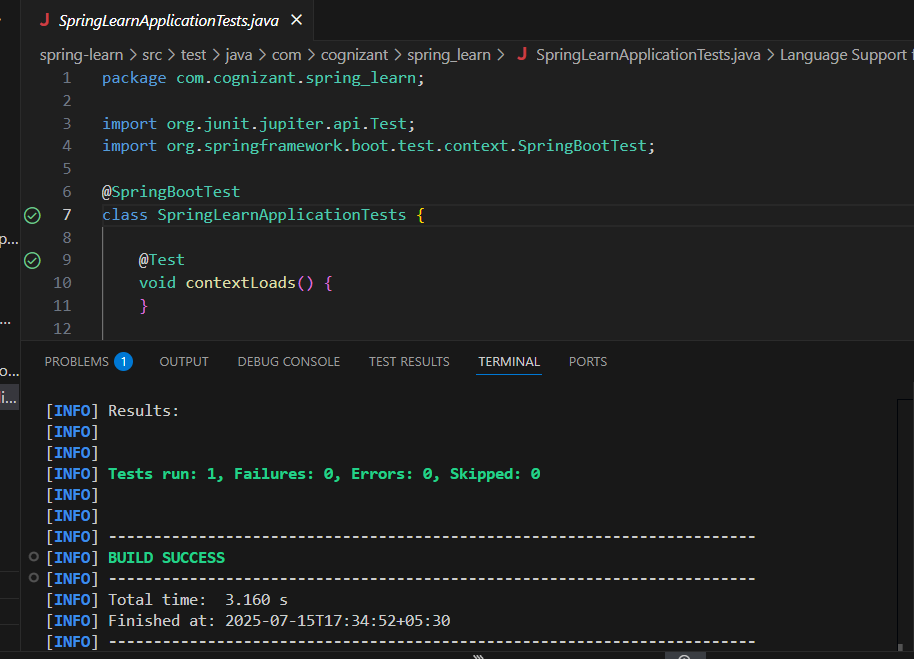 J SpringLearnApplicationTests.java ×
spring-learn > src > test > java > com > cognizant > spring_learn > J SpringLearnApplicationTests.java > Language Support
1 package com.cognizant.spring_learn;
2
3 import org.junit.jupiter.api.Test;
4 import org.springframework.boot.test.context.SpringBootTest;
5
6 @SpringBootTest
7 class SpringLearnApplicationTests {
8
p...
9 @Test
10 void contextLoads() {
11 }
...
12
PROBLEMS 1 OUTPUT DEBUG CONSOLE TEST RESULTS TERMINAL PORTS
o...
i...
[INFO] Results:
[INFO]
[INFO]
[INFO] Tests run: 1, Failures: 0, Errors: 0, Skipped: 0
[INFO]
[INFO]
[INFO] ------------------------------------------------------------------------
[INFO] BUILD SUCCESS
[INFO] ------------------------------------------------------------------------
[INFO] Total time:  3.160 s
[INFO] Finished at: 2025-07-15T17:34:52+05:30
[INFO] ------------------------------------------------------------------------